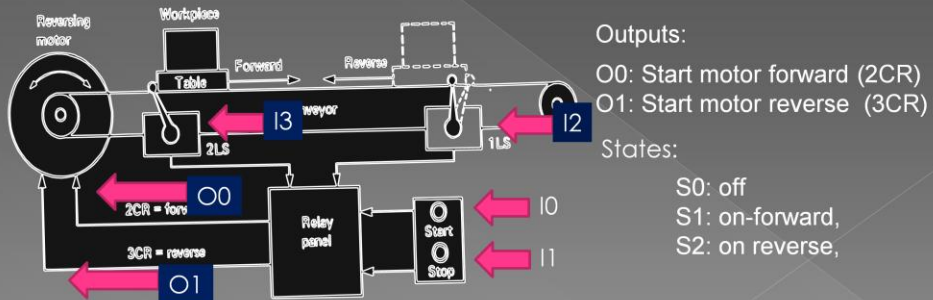 Reversing
motor
Workpiece
Table
Forward
Reverse
veyor
I3
I2
2LS
1LS
O0
2CR = forw
3CR = reverse
O1
Relay
panel
Start
Stop
I0
I1
Outputs:
O0: Start motor forward (2CR)
O1: Start motor reverse (3CR)
States:
S0: off
S1: on-forward,
S2: on reverse,